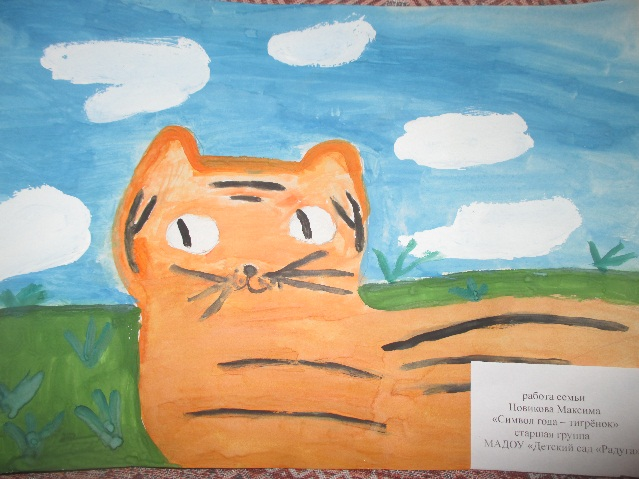 работа семьи
Новикова Максима
«Символ года – тигрёнок»
старшая группа
МАДОУ «Детский сад «Радуга»